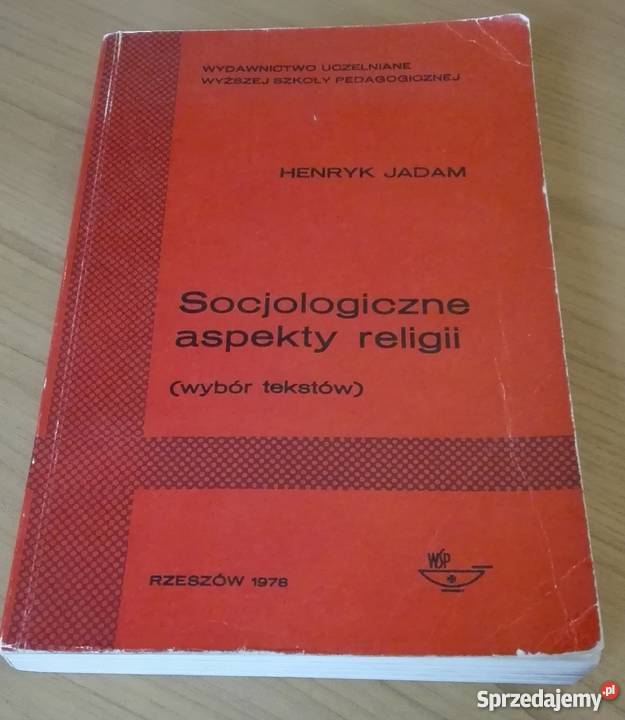 WYDAWNICTWO UCZELNIANE
WYŻSZEJ SZKOŁY PEDAGOGICZNEJ
HENRYK JADAM
Socjologiczne
aspekty religii
(wybór tekstów)
WSP
RZESZÓW 1978
Sprzedajemy.pl